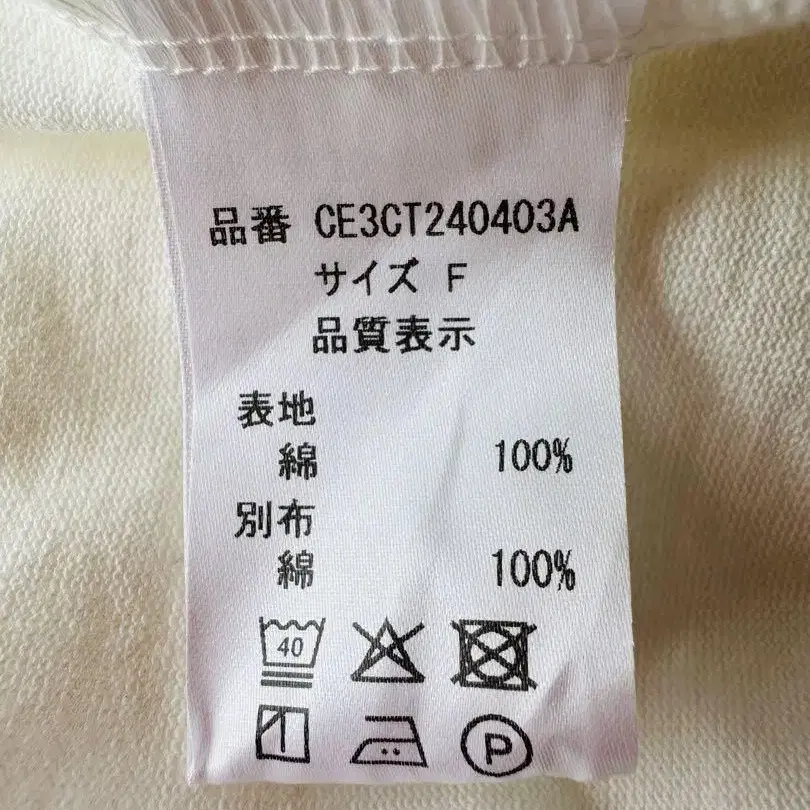 品番 CE3CT240403A
サイズ F
品質表示
表地
綿 100%
別布
綿 100%
40
P